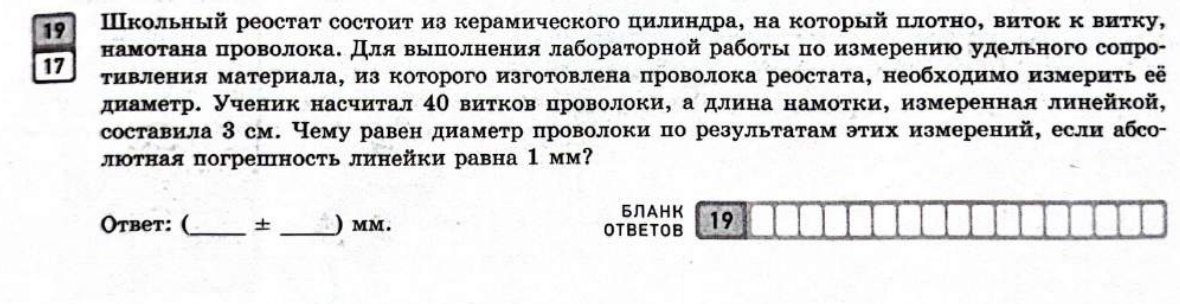 19
17
Школьный реостат состоит из керамического цилиндра, на который плотно, виток к витку,
намотана проволока. Для выполнения лабораторной работы по измерению удельного сопро-
тивления материала, из которого изготовлена проволока реостата, необходимо измерить её
диаметр. Ученик насчитал 40 витков проволоки, а длина намотки, измеренная линейкой,
составила 3 см. Чему равен диаметр проволоки по результатам этих измерений, если абсо-
лютная погрешность линейки равна 1 мм?
Ответ: (_____ ± _____) мм.
БЛАНК
ОТВЕТОВ 19